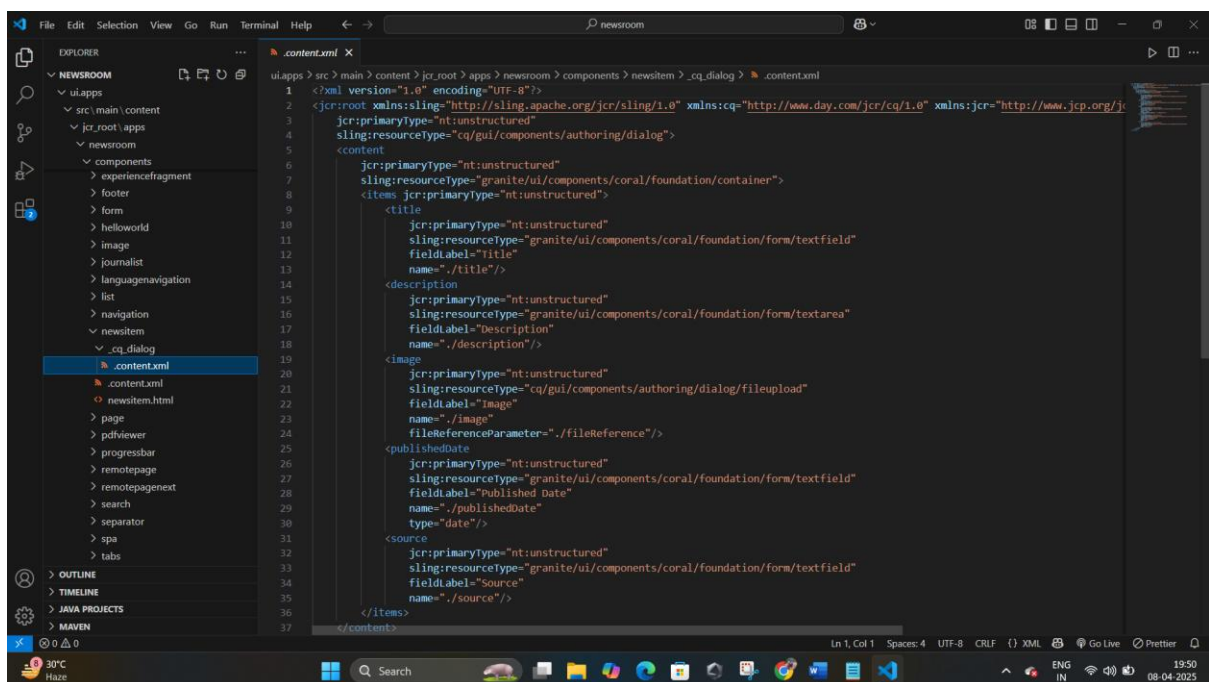 File Edit Selection View Go Run Terminal Help
newsroom
EXPLORER
.content.xml
NEWSROOM
ui.apps > src > main > content > jcr_root > apps > newsroom > components > newsitem > _cq_dialog > .content.xml
ui.apps
src\main\content
jcr_root\apps
newsroom
components
experiencefragment
footer
form
helloworld
image
journalist
languagenavigation
list
navigation
newsitem
_cq_dialog
.content.xml
.content.xml
newsitem.html
page
pdfviewer
progressbar
remotepage
remotepagenext
search
separator
spa
tabs
OUTLINE
TIMELINE
JAVA PROJECTS
MAVEN
1 <?xml version="1.0" encoding="UTF-8"?>
2 <jcr:root xmlns:sling="http://sling.apache.org/jcr/sling/1.0" xmlns:cq="http://www.day.com/jcr/cq/1.0" xmlns:jcr="http://www.jcp.org/jc
3 jcr:primaryType="nt:unstructured"
4 sling:resourceType="cq/gui/components/authoring/dialog">
5 <content
6 jcr:primaryType="nt:unstructured"
7 sling:resourceType="granite/ui/components/coral/foundation/container">
8 <items jcr:primaryType="nt:unstructured">
9 <title
10 jcr:primaryType="nt:unstructured"
11 sling:resourceType="granite/ui/components/coral/foundation/form/textfield"
12 fieldLabel="Title"
13 name="./title"/>
14 <description
15 jcr:primaryType="nt:unstructured"
16 sling:resourceType="granite/ui/components/coral/foundation/form/textarea"
17 fieldLabel="Description"
18 name="./description"/>
19 <image
20 jcr:primaryType="nt:unstructured"
21 sling:resourceType="cq/gui/components/authoring/dialog/fileupload"
22 fieldLabel="Image"
23 name="./image"
24 fileReferenceParameter="./fileReference"/>
25 <publishedDate
26 jcr:primaryType="nt:unstructured"
27 sling:resourceType="granite/ui/components/coral/foundation/form/textfield"
28 fieldLabel="Published Date"
29 name="./publishedDate"
30 type="date"/>
31 <source
32 jcr:primaryType="nt:unstructured"
33 sling:resourceType="granite/ui/components/coral/foundation/form/textfield"
34 fieldLabel="Source"
35 name="./source"/>
36 </items>
37 </content>
2
0 0
Ln 1, Col 1 Spaces: 4 UTF-8 CRLF {} XML Go Live Prettier
8
30°C
Haze
Search
ENG
IN
19:50
08-04-2025